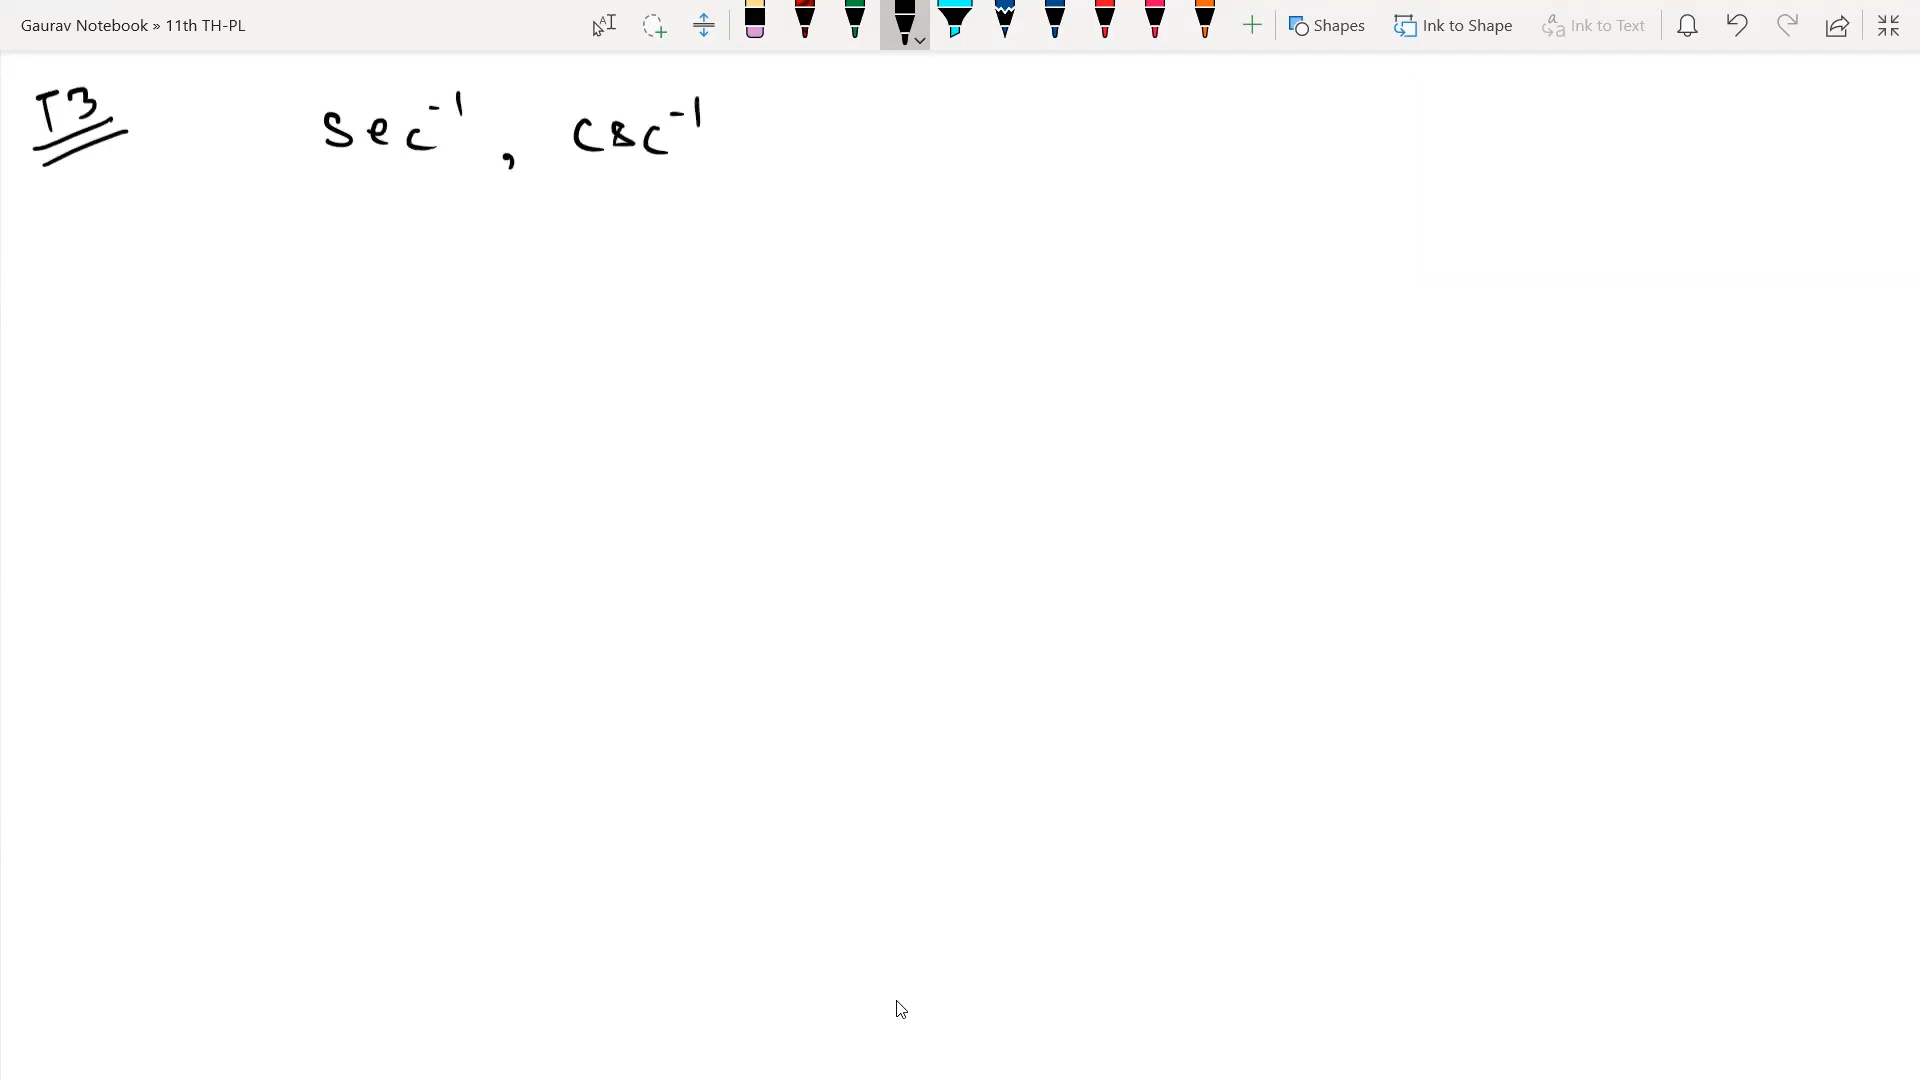 Gaurav Notebook » 11th TH-PL
Shapes
Ink to Shape
Ink to Text
T3
sec⁻¹ , csc⁻¹